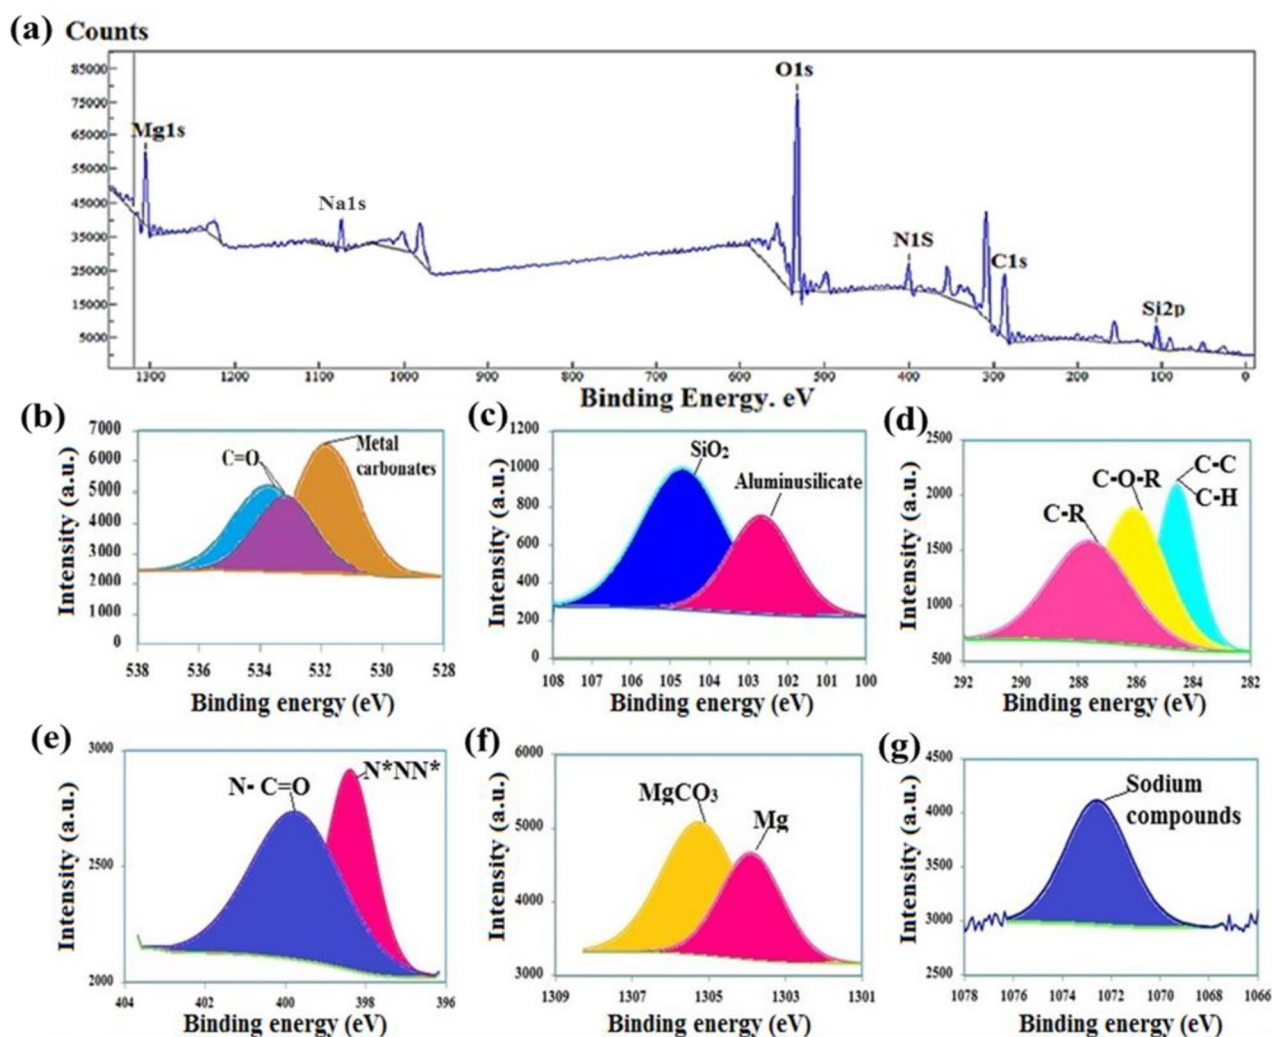 (a) Counts
85000
75000
65000
55000
45000
35000
25000
15000
5000
Mg1s
Na1s
O1s
N1S
C1s
Si2p
1300 1200 1100 1000 900 800 700 600 500 400 300 200 100 0
Binding Energy. eV
(b)
Intensity (a.u.)
7000
6000
5000
4000
3000
2000
1000
0
C=O
Metal
carbonates
538 536 534 532 530 528
Binding energy (eV)
(c)
Intensity (a.u.)
1200
1000
800
600
400
200
0
SiO2
Aluminusilicate
108 107 106 105 104 103 102 101 100
Binding energy (eV)
(d)
Intensity (a.u.)
2500
2000
1500
1000
500
C-R
C-O-R
C-C
C-H
292 290 288 286 284 282
Binding energy (eV)
(e)
Intensity (a.u.)
3000
2500
2000
N- C=O
N*NN*
404 402 400 398 396
Binding energy (eV)
(f)
Intensity (a.u.)
6000
5000
4000
3000
MgCO3
Mg
1309 1307 1305 1303 1301
Binding energy (eV)
(g)
Intensity (a.u.)
4500
4000
3500
3000
2500
Sodium
compounds
1078 1076 1074 1072 1070 1068 1066
Binding energy (eV)